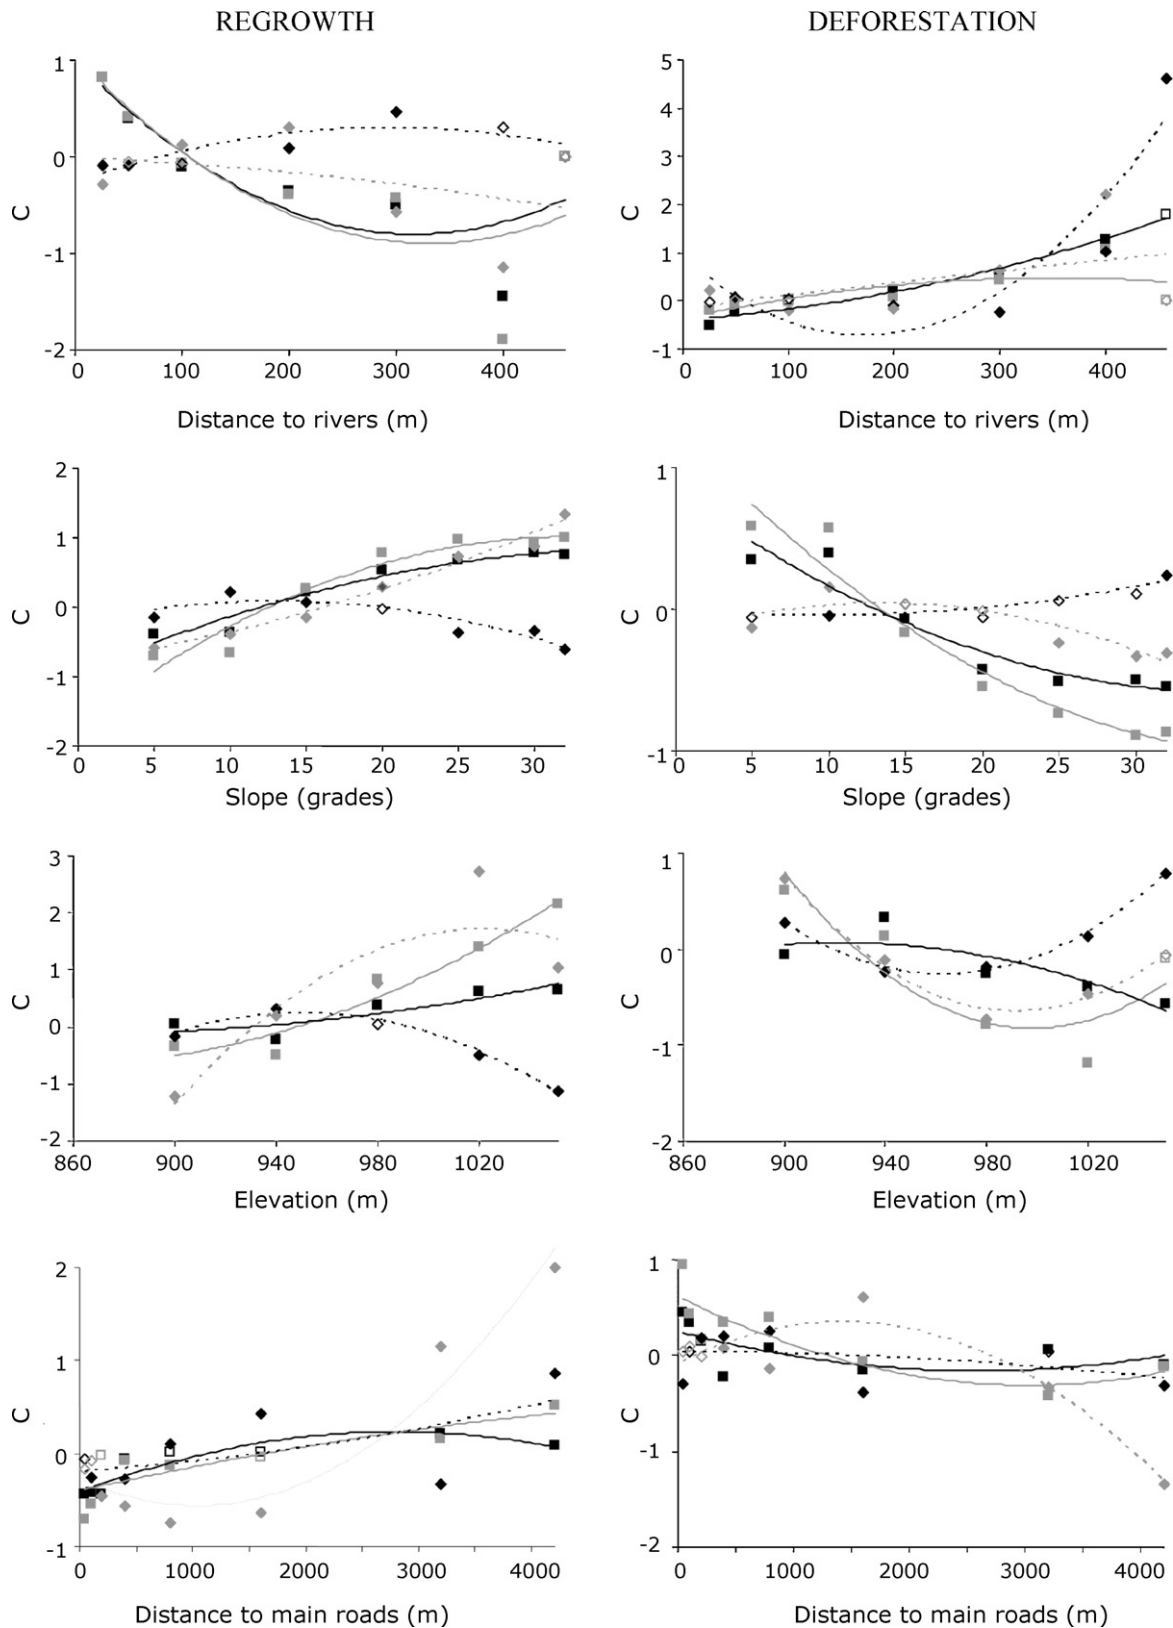 REGROWTH DEFORESTATION
1
0
-1
-2
C
0 100 200 300 400
Distance to rivers (m)
5
4
3
2
1
0
-1
C
0 100 200 300 400
Distance to rivers (m)
2
1
0
-1
-2
C
0 5 10 15 20 25 30
Slope (grades)
1
0
-1
C
0 5 10 15 20 25 30
Slope (grades)
3
2
1
0
-1
-2
C
860 900 940 980 1020
Elevation (m)
1
0
-1
-2
C
860 900 940 980 1020
Elevation (m)
2
1
0
-1
C
0 1000 2000 3000 4000
Distance to main roads (m)
1
0
-1
-2
C
0 1000 2000 3000 4000
Distance to main roads (m)